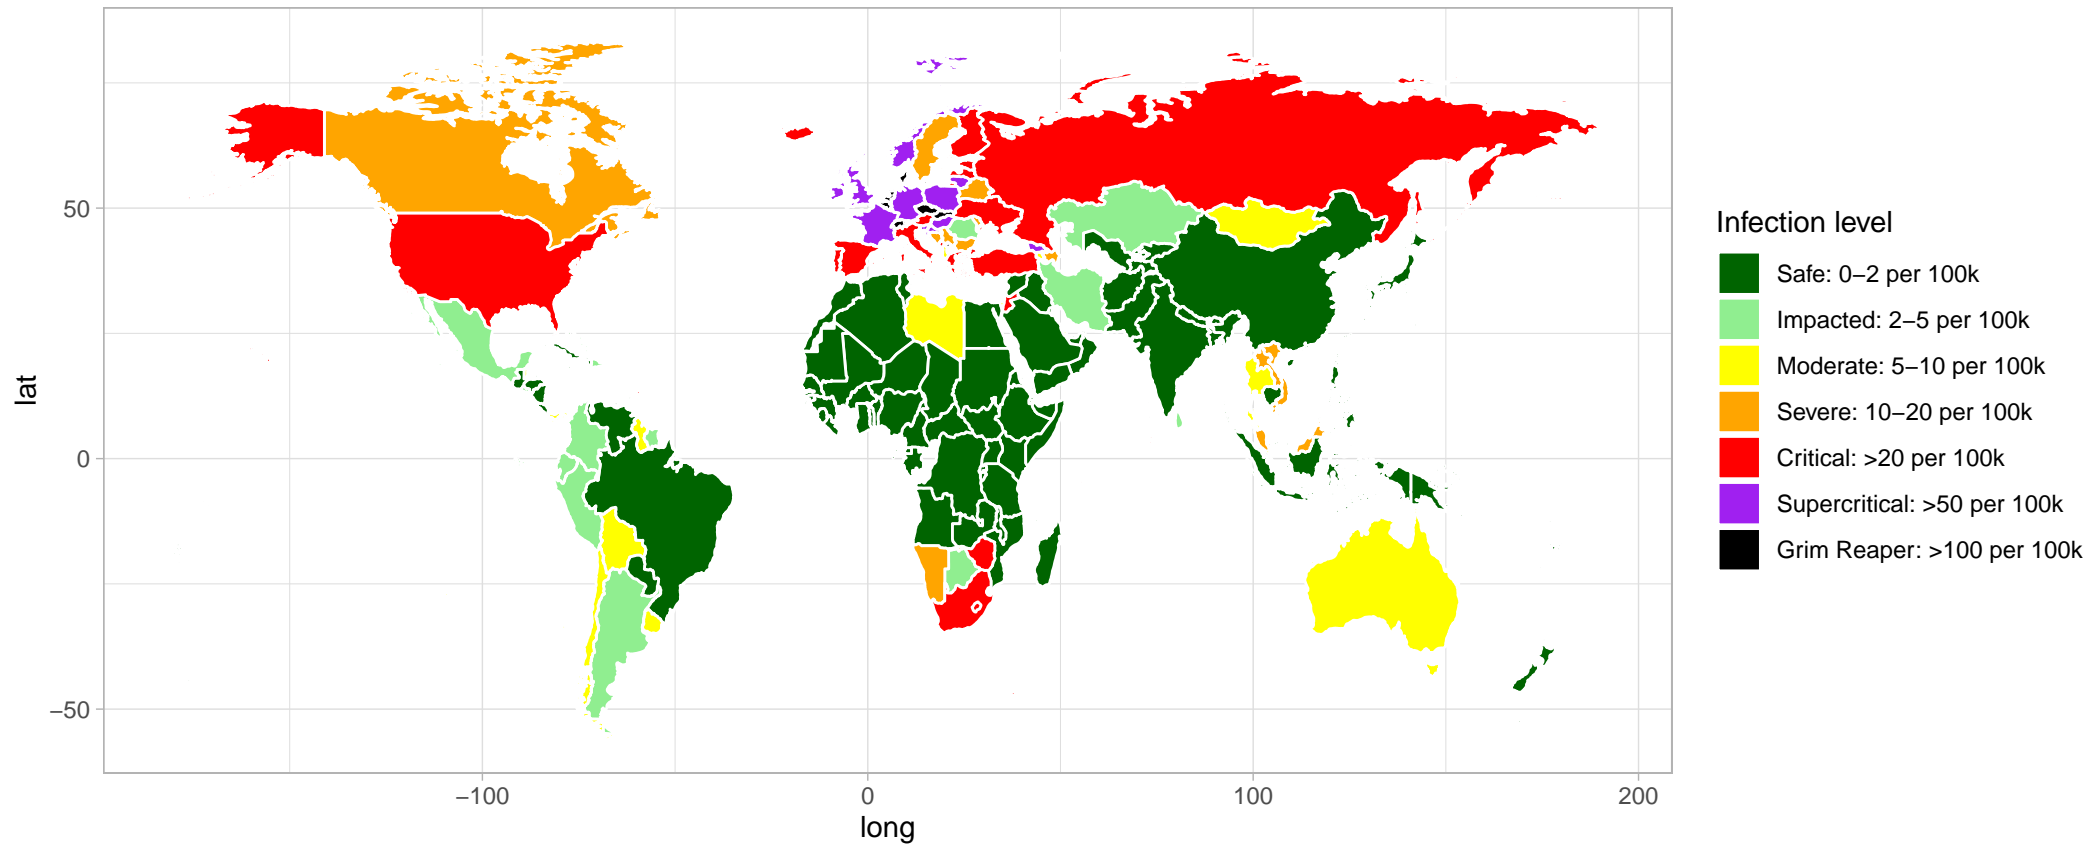 50
0
−50
lat
−100
0
100
200
long
Infection level
Safe: 0−2 per 100k
Impacted: 2−5 per 100k
Moderate: 5−10 per 100k
Severe: 10−20 per 100k
Critical: >20 per 100k
Supercritical: >50 per 100k
Grim Reaper: >100 per 100k